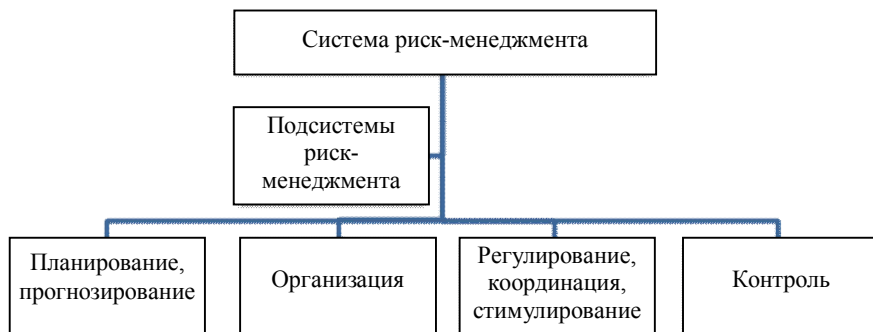 Система риск-менеджмента
Подсистемы
риск-
менеджмента
Планирование,
прогнозирование
Организация
Регулирование,
координация,
стимулирование
Контроль